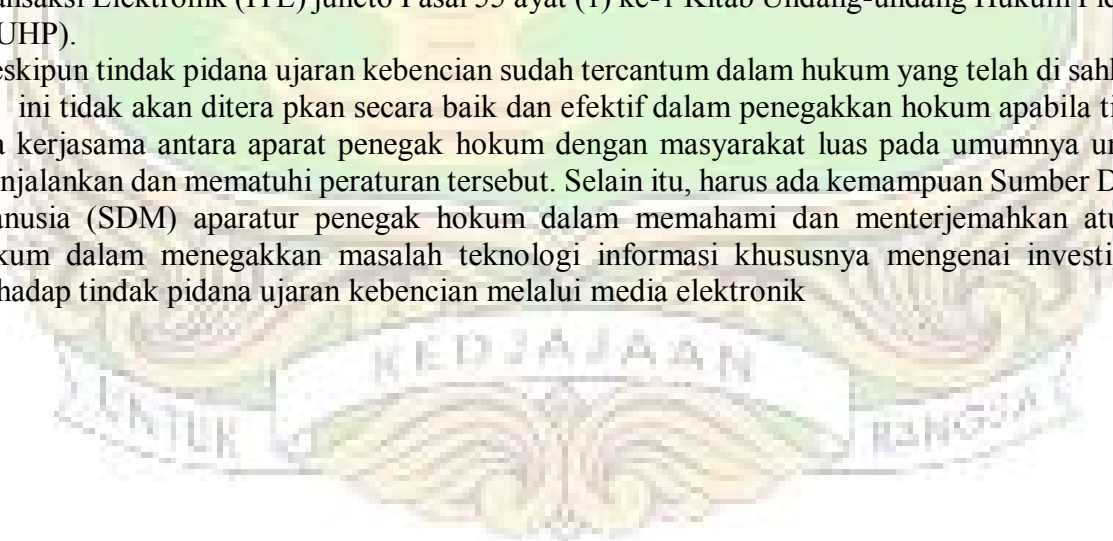 ansaksi Elektronik (ITE) juncto Pasal 55 ayat (1) ke-1 Kitab Undang-undang Hukum Pid
UHP).
eskipun tindak pidana ujaran kebencian sudah tercantum dalam hukum yang telah di sah
ini tidak akan ditera pkan secara baik dan efektif dalam penegakkan hokum apabila ti
a kerjasama antara aparat penegak hokum dengan masyarakat luas pada umumnya un
njalankan dan mematuhi peraturan tersebut. Selain itu, harus ada kemampuan Sumber D
anusia (SDM) aparatur penegak hokum dalam memahami dan menterjemahkan atu
kum dalam menegakkan masalah teknologi informasi khususnya mengenai investi
hadap tindak pidana ujaran kebencian melalui media elektronik
KEDJAJAAN
UNTUK BANGSA